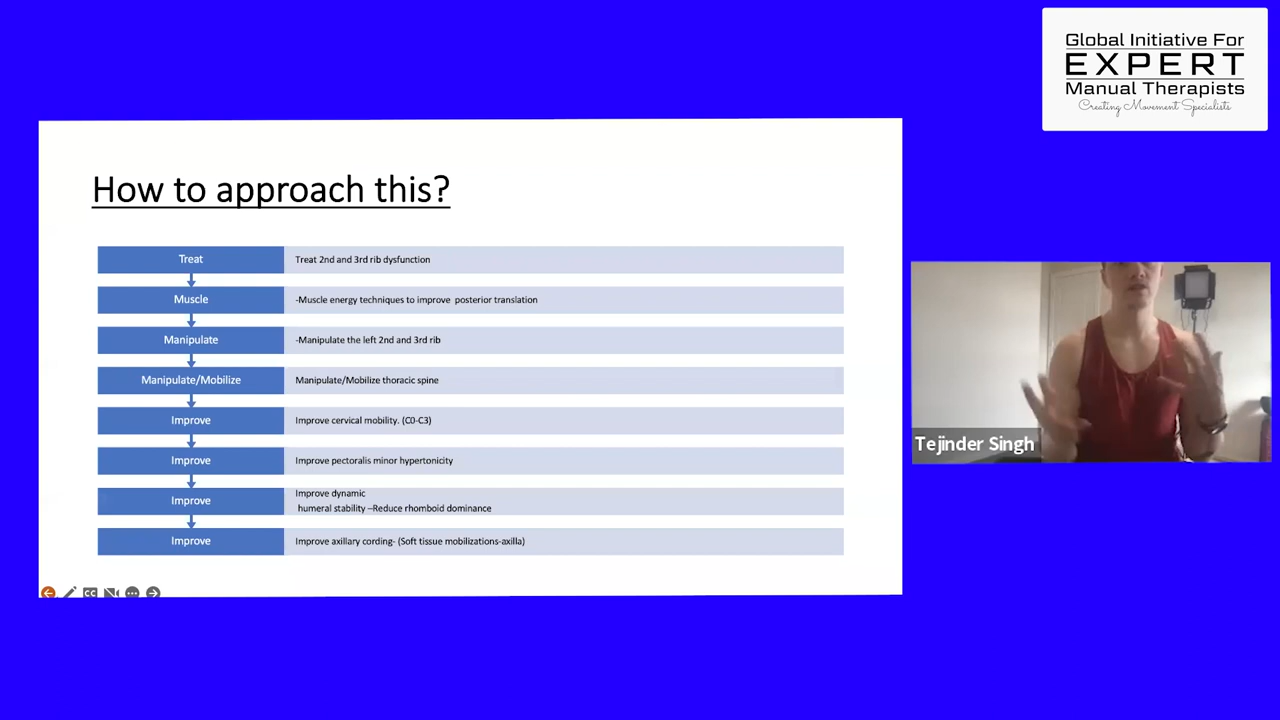 Global Initiative For
EXPERT
Manual Therapists
Creating Movement Specialists
How to approach this?
Treat
Treat 2nd and 3rd rib dysfunction
Muscle
-Muscle energy techniques to improve  posterior translation
Manipulate
-Manipulate the left 2nd and 3rd rib
Manipulate/Mobilize
Manipulate/Mobilize thoracic spine
Improve
Improve cervical mobility. (C0-C3)
Improve
Improve pectoralis minor hypertonicity
Improve
Improve dynamic
humeral stability –Reduce rhomboid dominance
Improve
Improve axillary cording- (Soft tissue mobilizations-axilla)
CC
Tejinder Singh